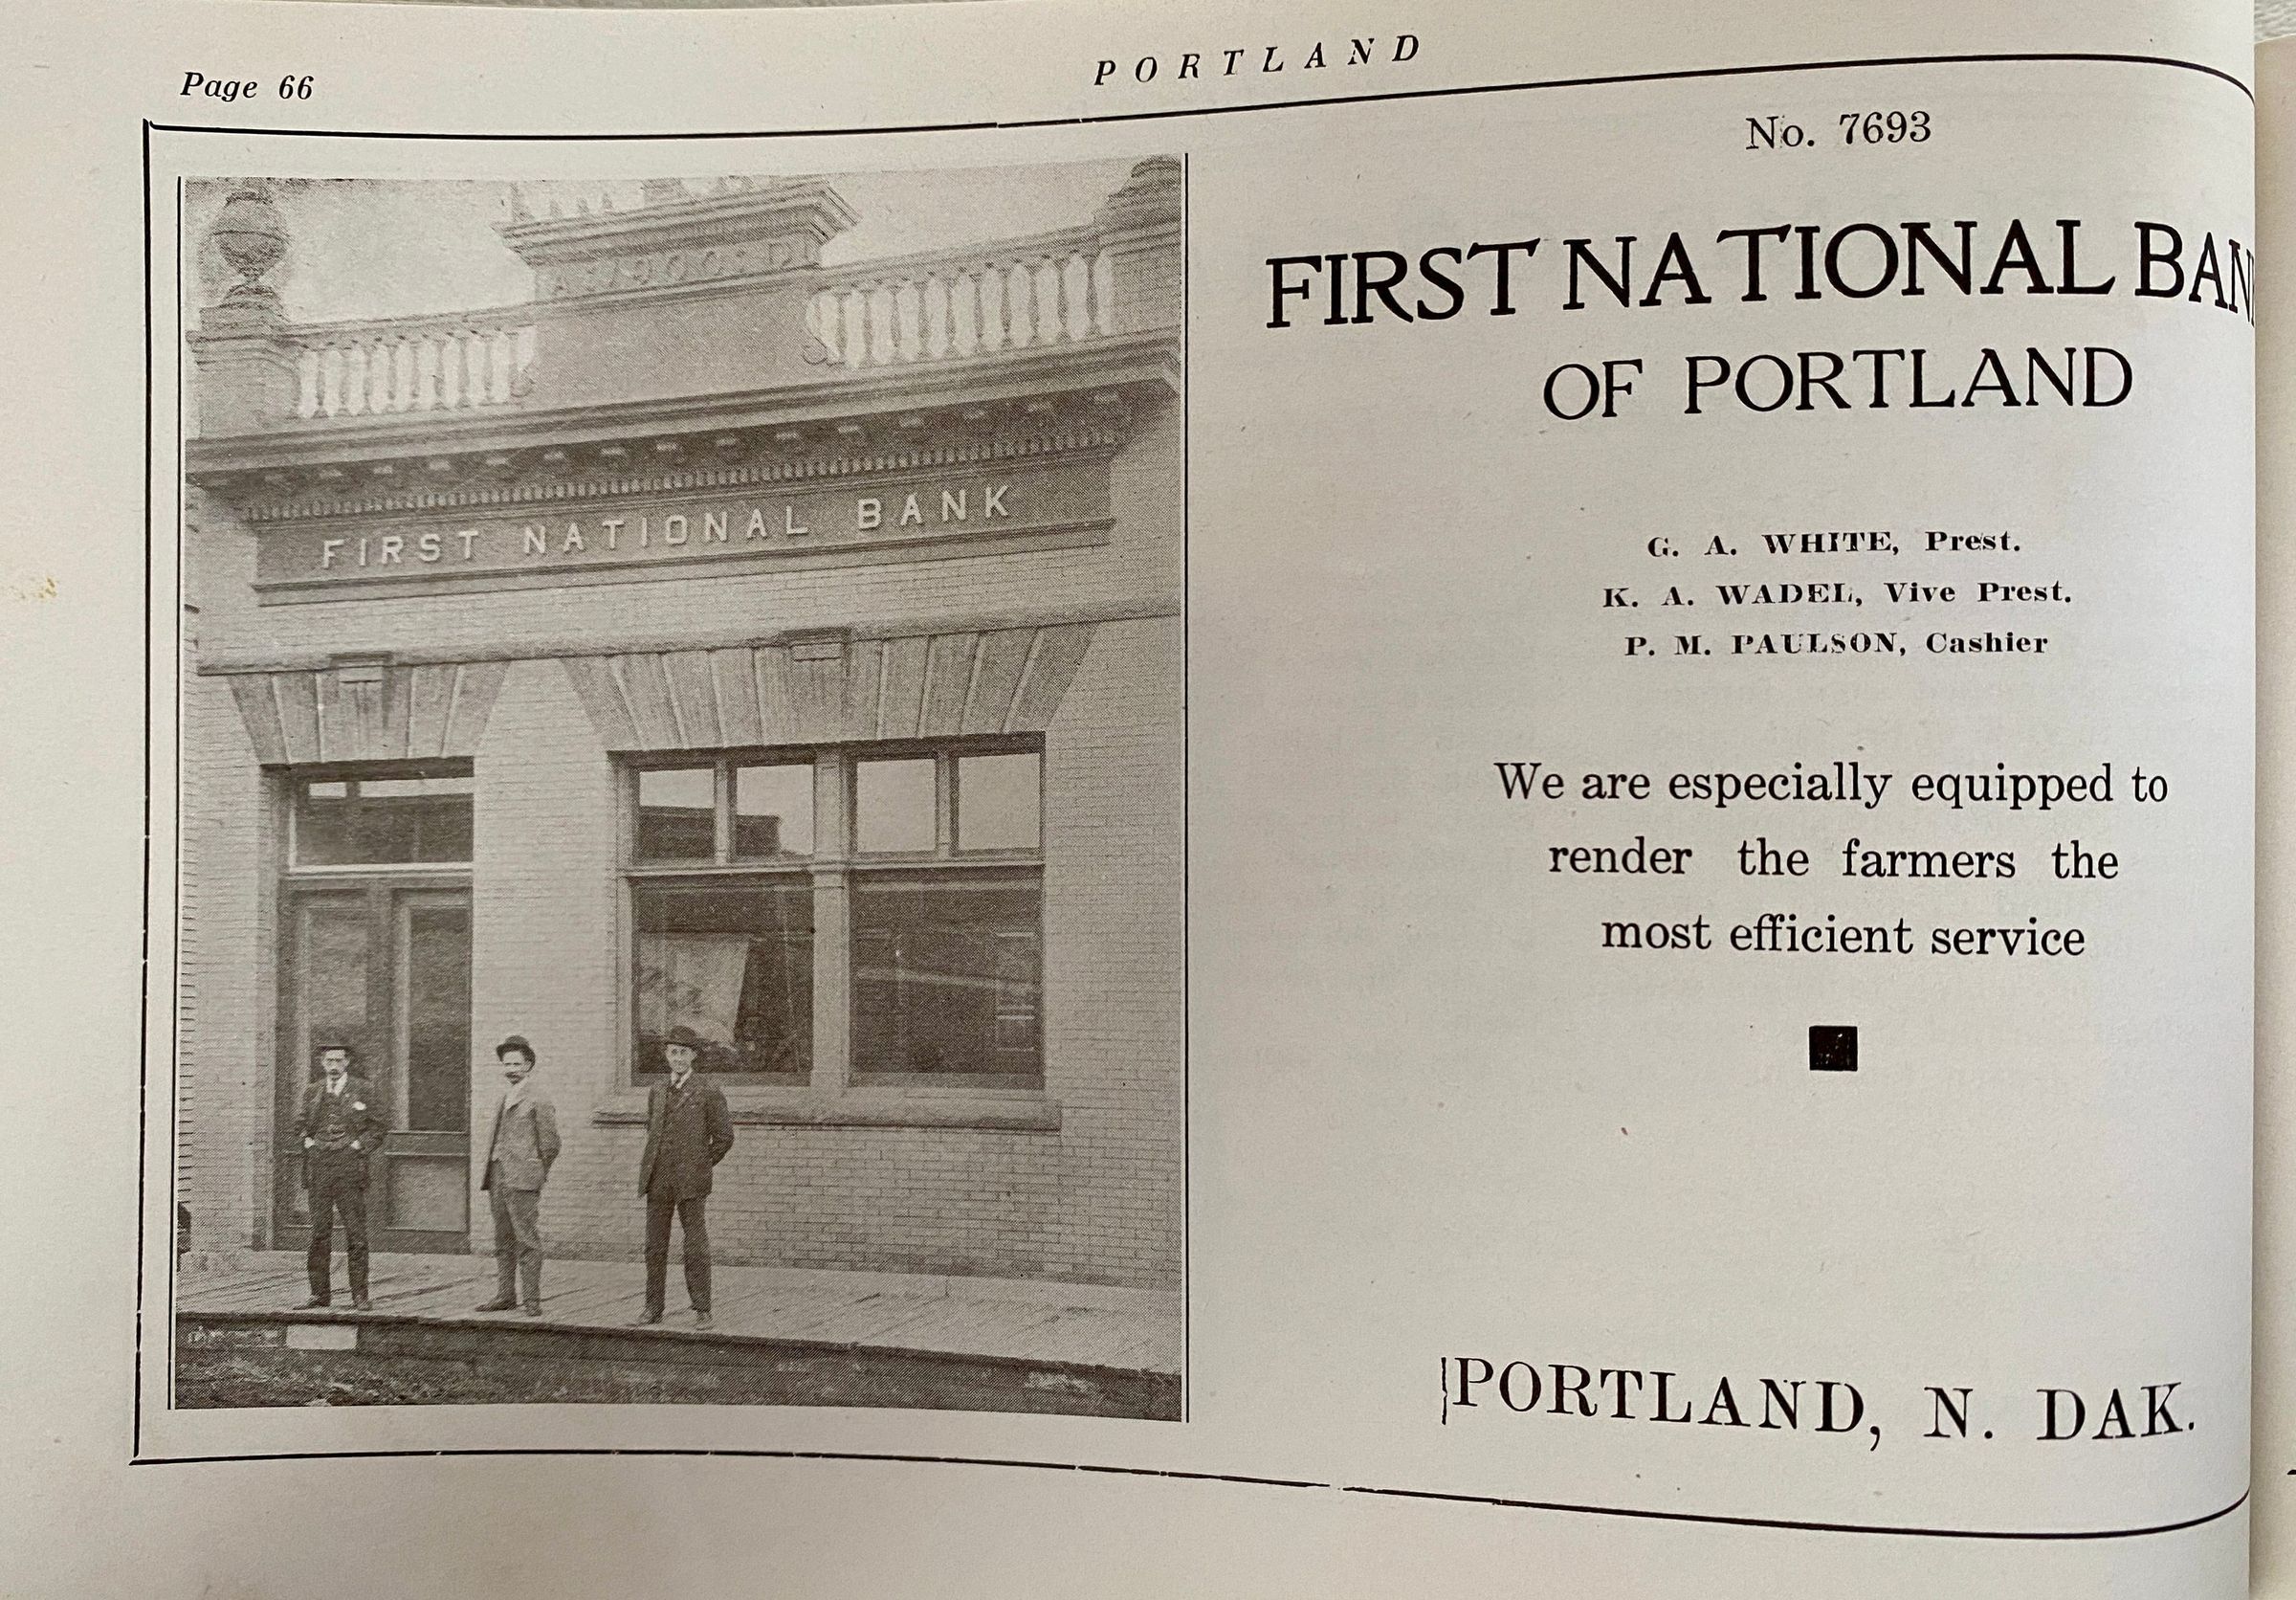 Page 66
PORTLAND
FIRST NATIONAL BANK
No. 7693
FIRST NATIONAL BAN
OF PORTLAND
G. A. WHITE, Prest.
K. A. WADEL, Vive Prest.
P. M. PAULSON, Cashier
We are especially equipped to
render the farmers the
most efficient service
PORTLAND, N. DAK.